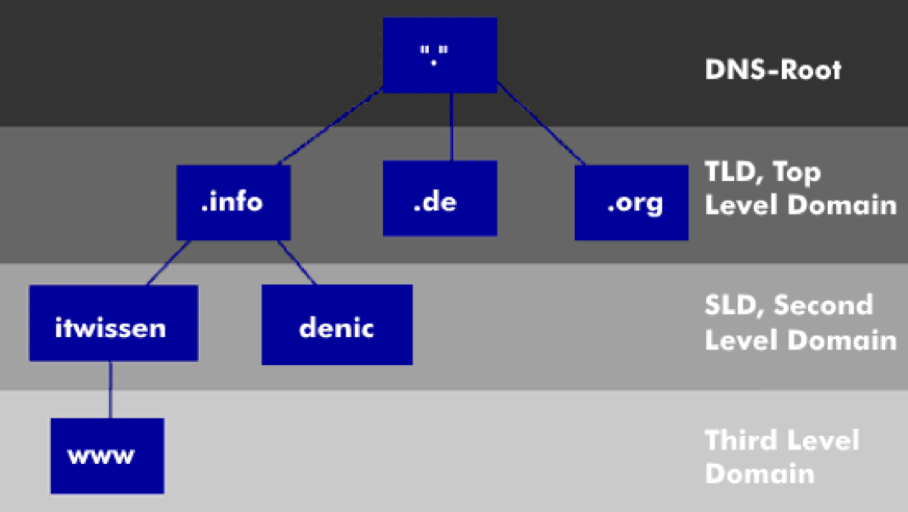 "."
DNS-Root
.info
.de
.org
TLD, Top
Level Domain
itwissen
denic
SLD, Second
Level Domain
www
Third Level
Domain